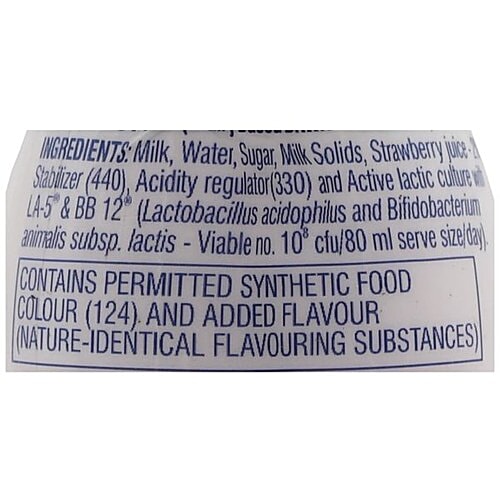 INGREDIENTS: Milk, Water, Sugar, Milk Solids, Strawberry juice -
Stabilizer (440), Acidity regulator(330) and Active lactic culture with
LA-5® & BB 12® (Lactobacillus acidophilus and Bifidobacterium
animalis subsp. lactis - Viable no. 10⁸ cfu/80 ml serve size/day).
CONTAINS PERMITTED SYNTHETIC FOOD
COLOUR (124) AND ADDED FLAVOUR
(NATURE-IDENTICAL FLAVOURING SUBSTANCES)